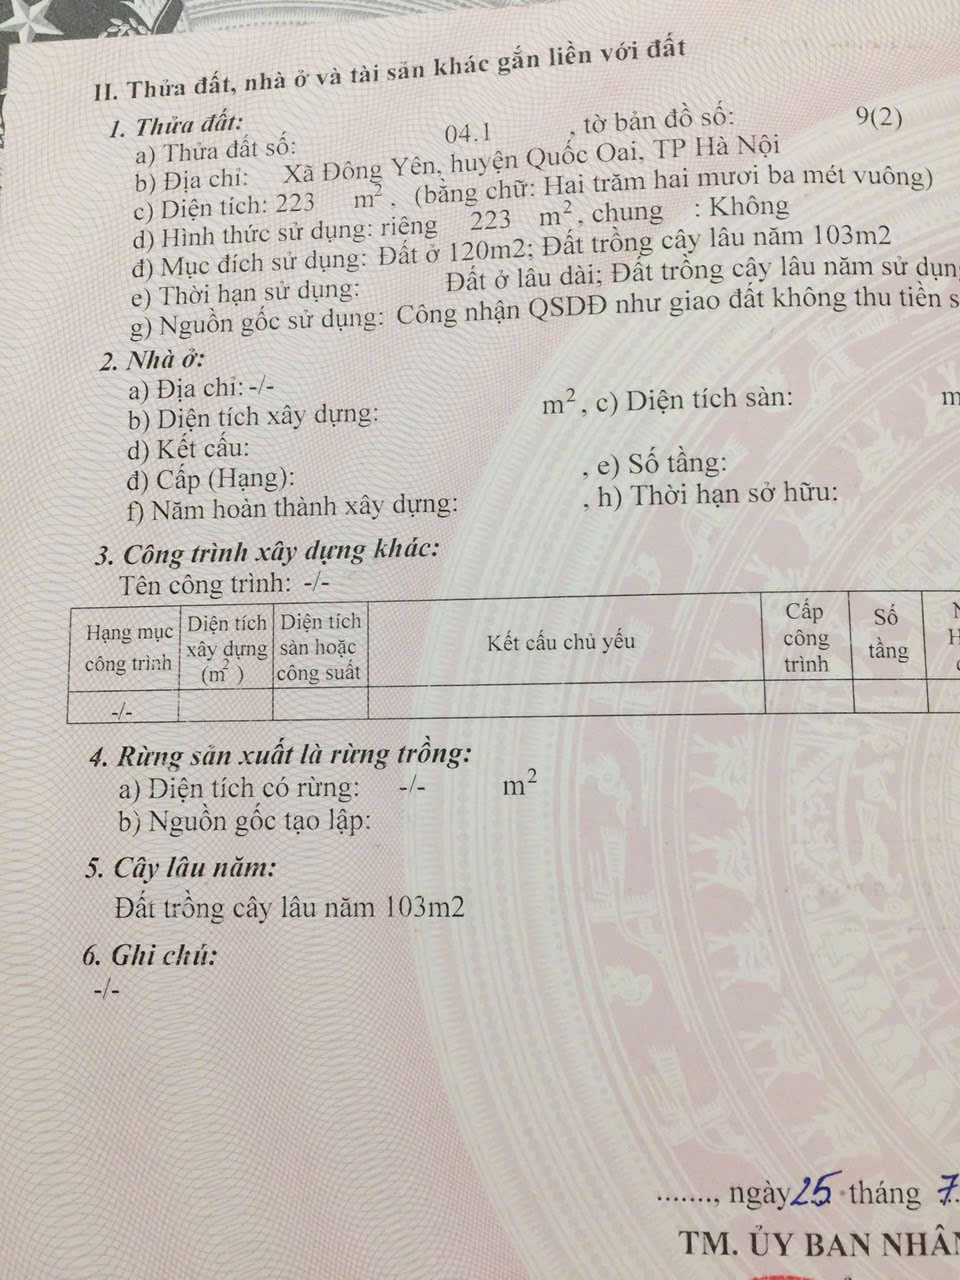 II. Thửa đất, nhà ở và tài sản khác gắn liền với đất
1. Thửa đất:
a) Thửa đất số: 04.1 , tờ bản đồ số: 9(2)
b) Địa chỉ: Xã Đông Yên, huyện Quốc Oai, TP Hà Nội
c) Diện tích: 223 m², (bằng chữ: Hai trăm hai mươi ba mét vuông)
d) Hình thức sử dụng: riêng 223 m², chung : Không
đ) Mục đích sử dụng: Đất ở 120m2; Đất trồng cây lâu năm 103m2
e) Thời hạn sử dụng: Đất ở lâu dài; Đất trồng cây lâu năm sử dụn
g) Nguồn gốc sử dụng: Công nhận QSDĐ như giao đất không thu tiền s
2. Nhà ở:
a) Địa chỉ: -/-
b) Diện tích xây dựng: m², c) Diện tích sàn: m
d) Kết cấu:
đ) Cấp (Hạng): , e) Số tầng:
f) Năm hoàn thành xây dựng: , h) Thời hạn sở hữu:
3. Công trình xây dựng khác:
Tên công trình: -/-
Hạng mục công trình Diện tích xây dựng (m²) Diện tích sàn hoặc công suất Kết cấu chủ yếu Cấp công trình Số tầng
-/-
4. Rừng sản xuất là rừng trồng:
a) Diện tích có rừng: -/- m²
b) Nguồn gốc tạo lập:
5. Cây lâu năm:
Đất trồng cây lâu năm 103m2
6. Ghi chú:
-/-
......., ngày 25 tháng 7
TM. ỦY BAN NHÂN